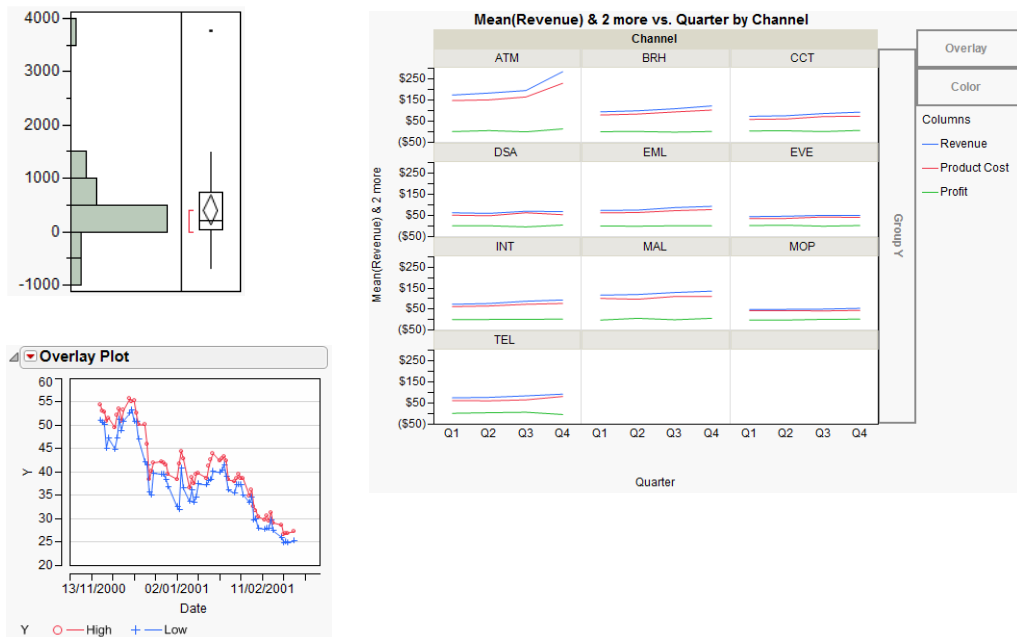 4000
3000
2000
1000
0
-1000
Mean(Revenue) & 2 more vs. Quarter by Channel
Channel
ATM BRH CCT
$250
$150
$50
($50)
DSA EML EVE
$250
$150
$50
($50)
INT MAL MOP
$250
$150
$50
($50)
TEL
$250
$150
$50
($50)
Q1 Q2 Q3 Q4 Q1 Q2 Q3 Q4 Q1 Q2 Q3 Q4
Quarter
Mean(Revenue) & 2 more
Group Y
Overlay
Color
Columns
Revenue
Product Cost
Profit
Overlay Plot
60
55
50
45
40
35
30
25
20
Y
13/11/2000 02/01/2001 11/02/2001
Date
Y High Low